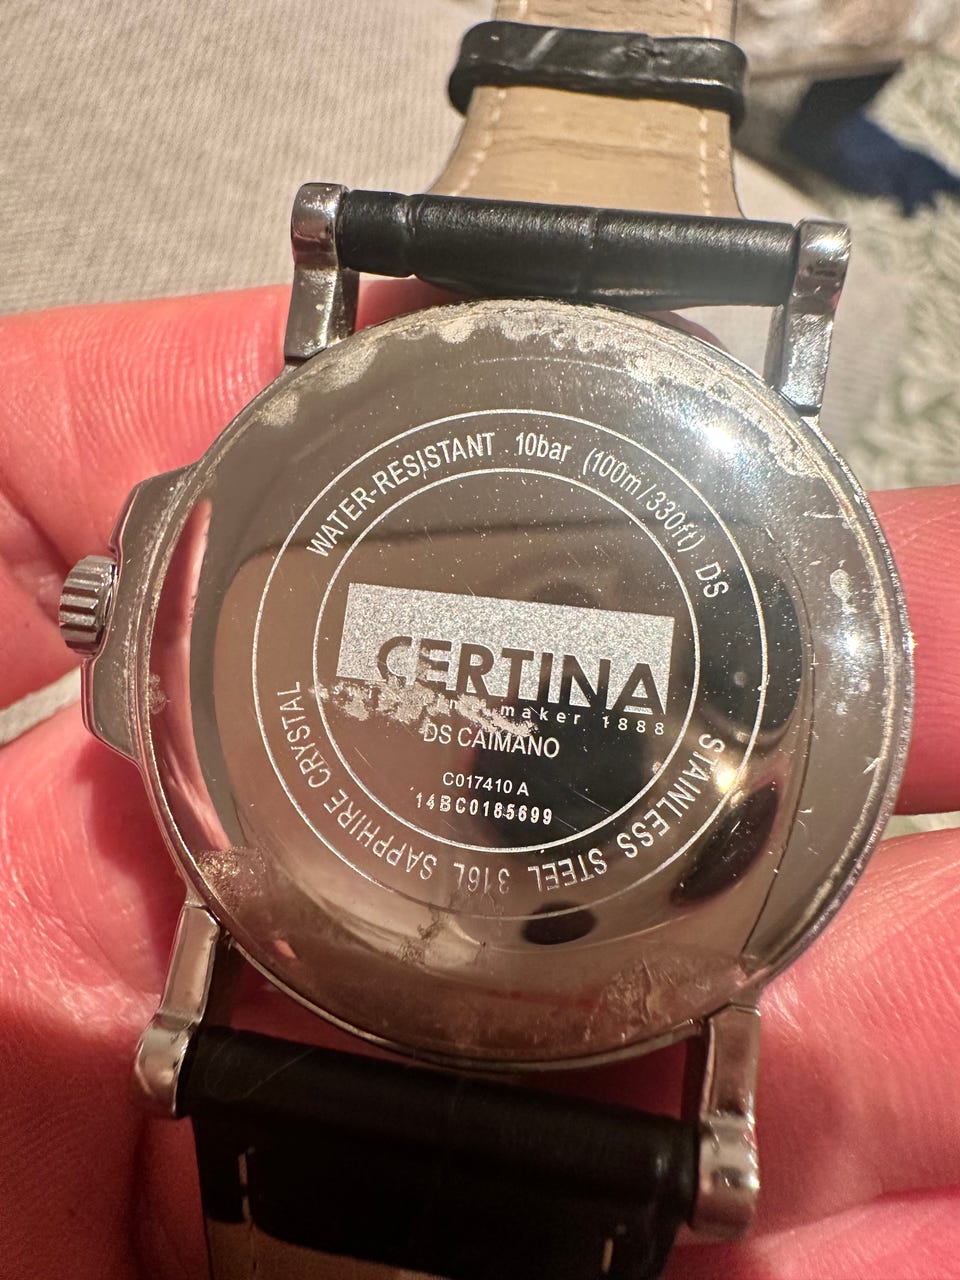 WATER-RESISTANT 10bar (100m/330ft) DS
STAINLESS STEEL 316L SAPPHIRE CRYSTAL
CERTINA
maker 1888
DS CAIMANO
C017410 A
14BC0185699